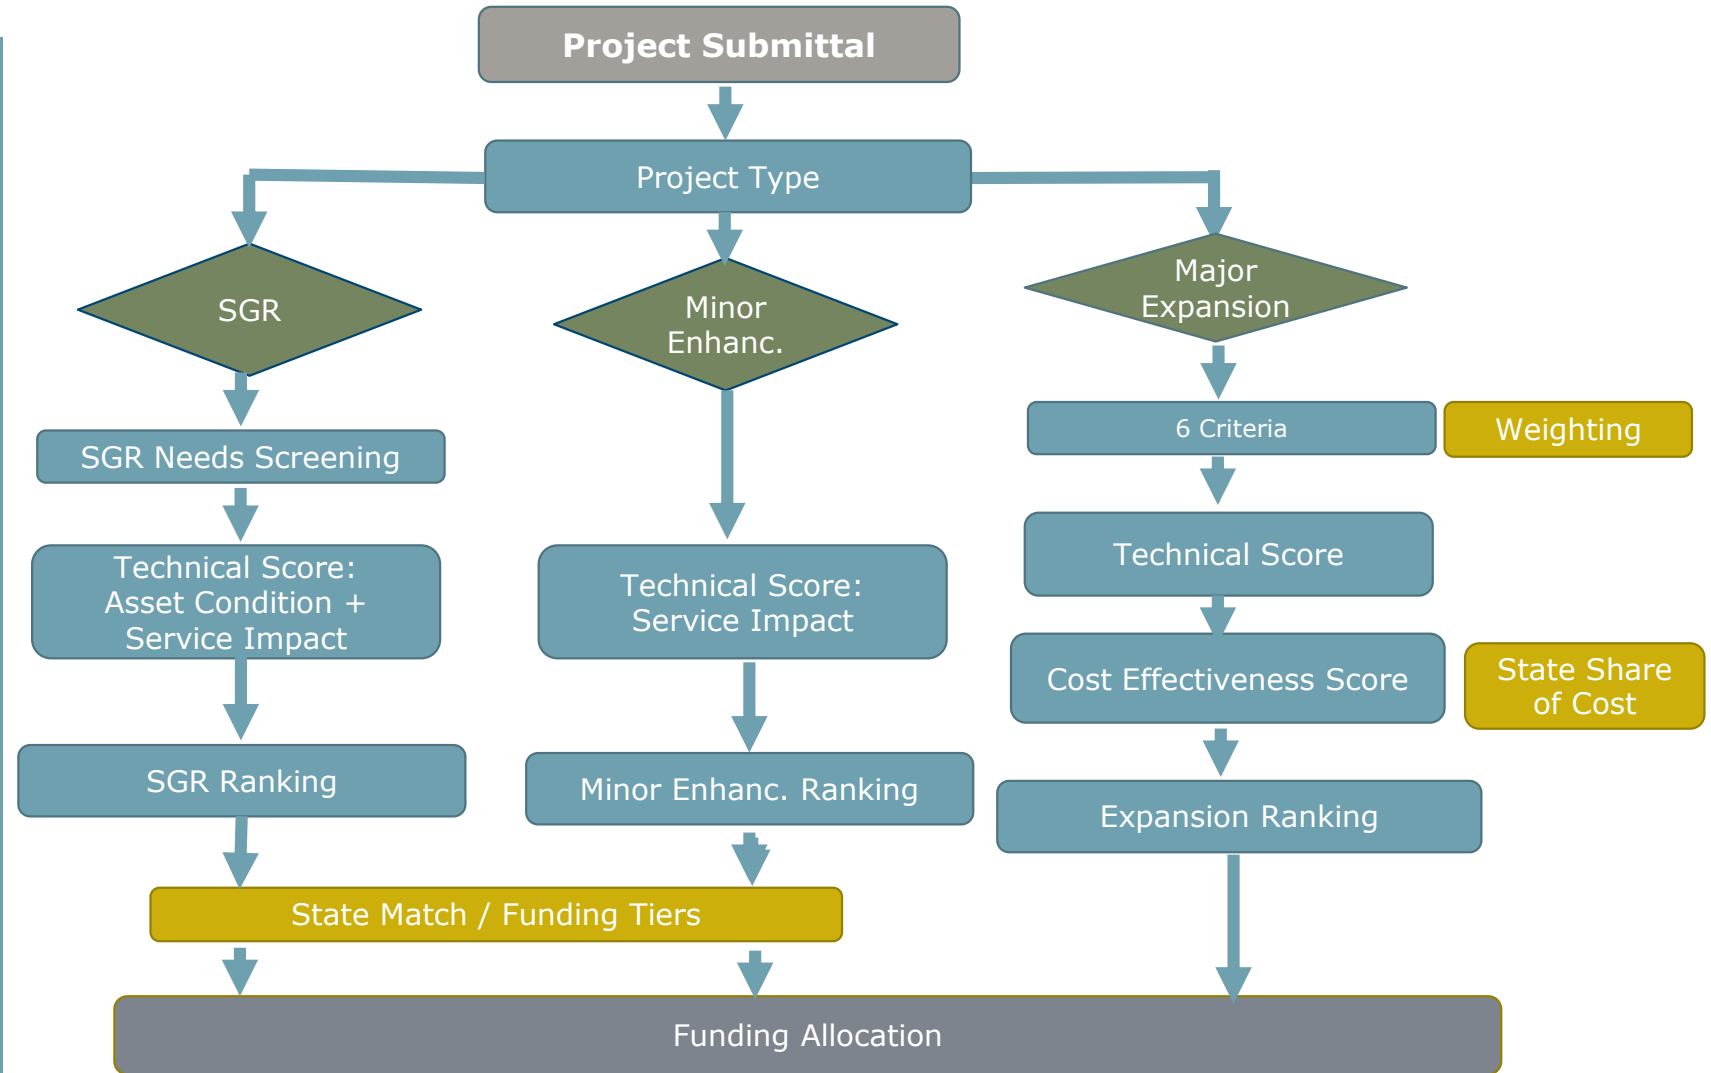 Project Submittal
Project Type
SGR
Minor
Enhanc.
Major
Expansion
SGR Needs Screening
6 Criteria
Weighting
Technical Score:
Asset Condition +
Service Impact
Technical Score:
Service Impact
Technical Score
Cost Effectiveness Score
State Share
of Cost
SGR Ranking
Minor Enhanc. Ranking
Expansion Ranking
State Match / Funding Tiers
Funding Allocation